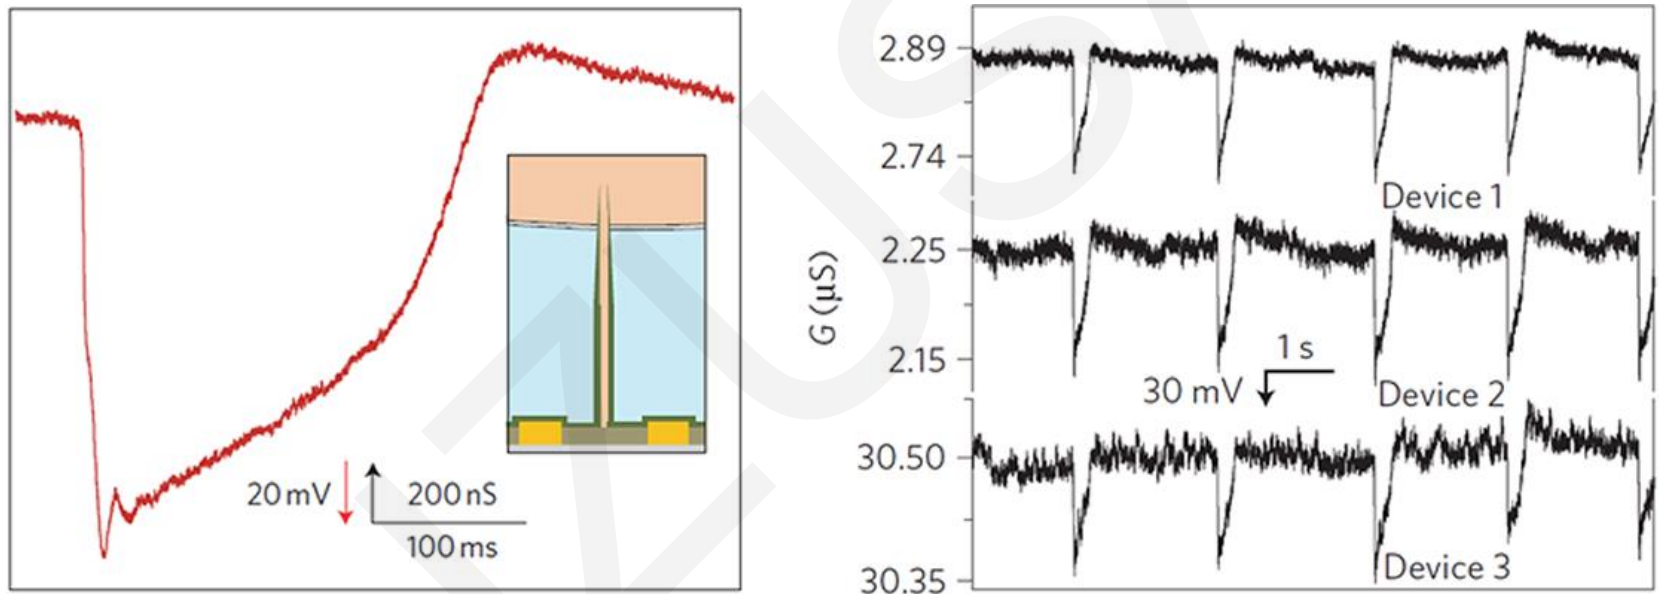 20 mV
200 nS
100 ms
G (µS)
2.89
2.74
Device 1
2.25
2.15
1 s
30 mV
Device 2
30.50
30.35
Device 3